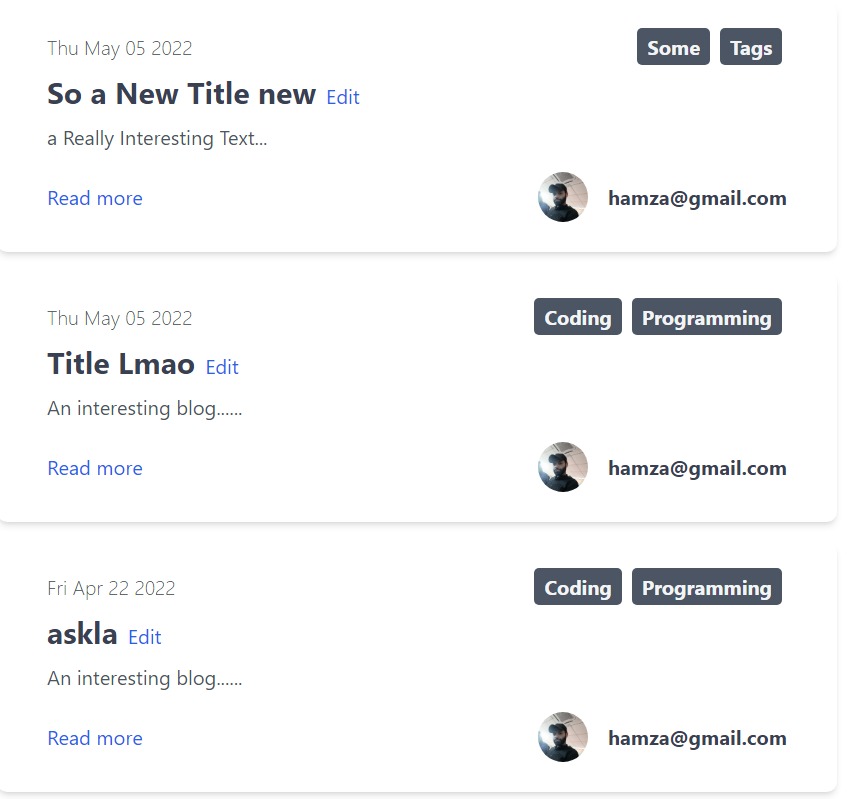 Thu May 05 2022 Some Tags
So a New Title new Edit
a Really Interesting Text...
Read more hamza@gmail.com
Thu May 05 2022 Coding Programming
Title Lmao Edit
An interesting blog......
Read more hamza@gmail.com
Fri Apr 22 2022 Coding Programming
askla Edit
An interesting blog......
Read more hamza@gmail.com